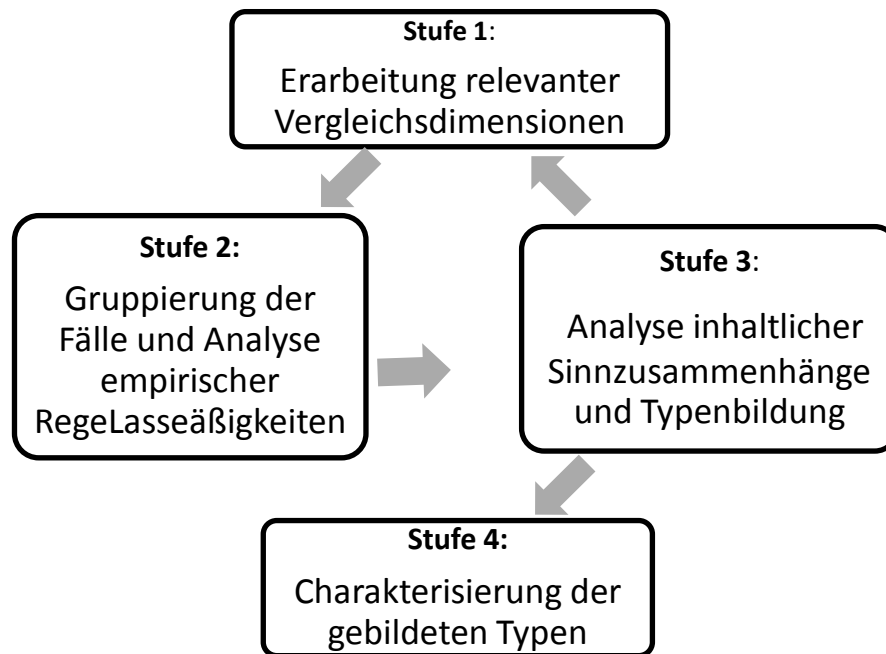 Stufe 1:
Erarbeitung relevanter
Vergleichsdimensionen
Stufe 2:
Gruppierung der
Fälle und Analyse
empirischer
RegeLasseäßigkeiten
Stufe 3:
Analyse inhaltlicher
Sinnzusammenhänge
und Typenbildung
Stufe 4:
Charakterisierung der
gebildeten Typen